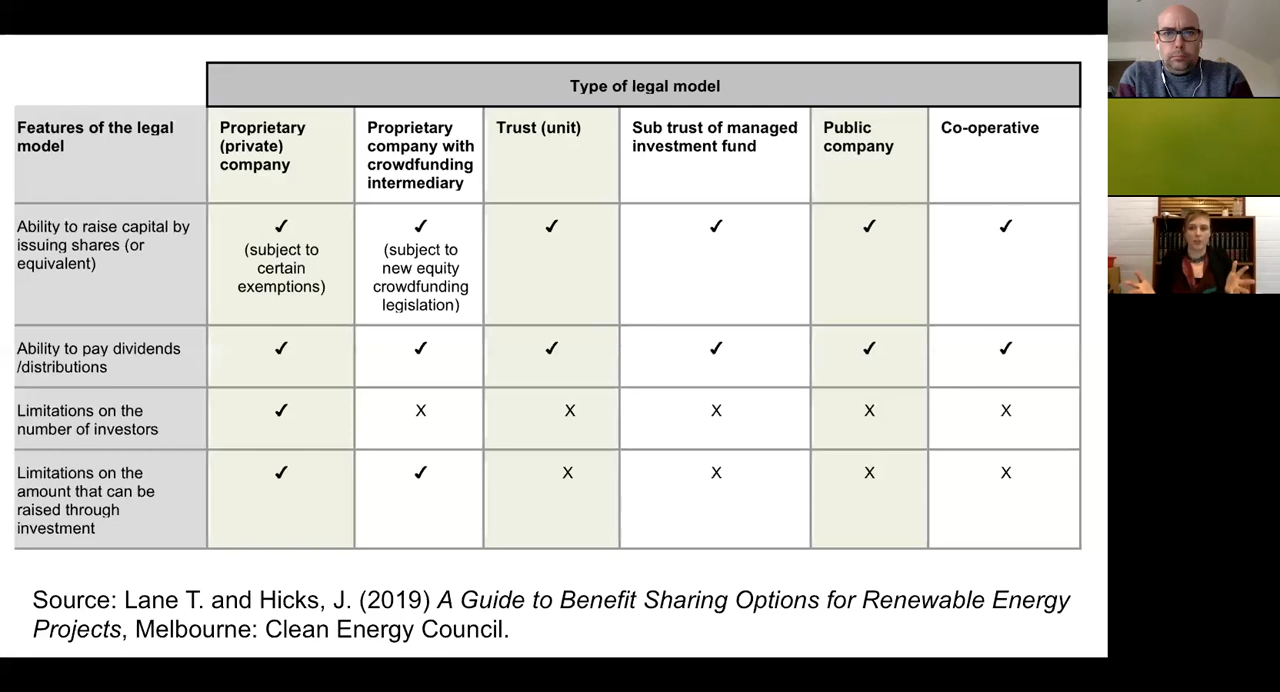 Type of legal model
Features of the legal
model
Proprietary
(private)
company
Proprietary
company with
crowdfunding
intermediary
Trust (unit)
Sub trust of managed
investment fund
Public
company
Co-operative
Ability to raise capital by
issuing shares (or
equivalent)
✓
(subject to
certain
exemptions)
✓
(subject to
new equity
crowdfunding
legislation)
✓
✓
✓
✓
Ability to pay dividends
/distributions
✓
✓
✓
✓
✓
✓
Limitations on the
number of investors
✓
X
X
X
X
X
Limitations on the
amount that can be
raised through
investment
✓
✓
X
X
X
X
Source: Lane T. and Hicks, J. (2019) A Guide to Benefit Sharing Options for Renewable Energy
Projects, Melbourne: Clean Energy Council.